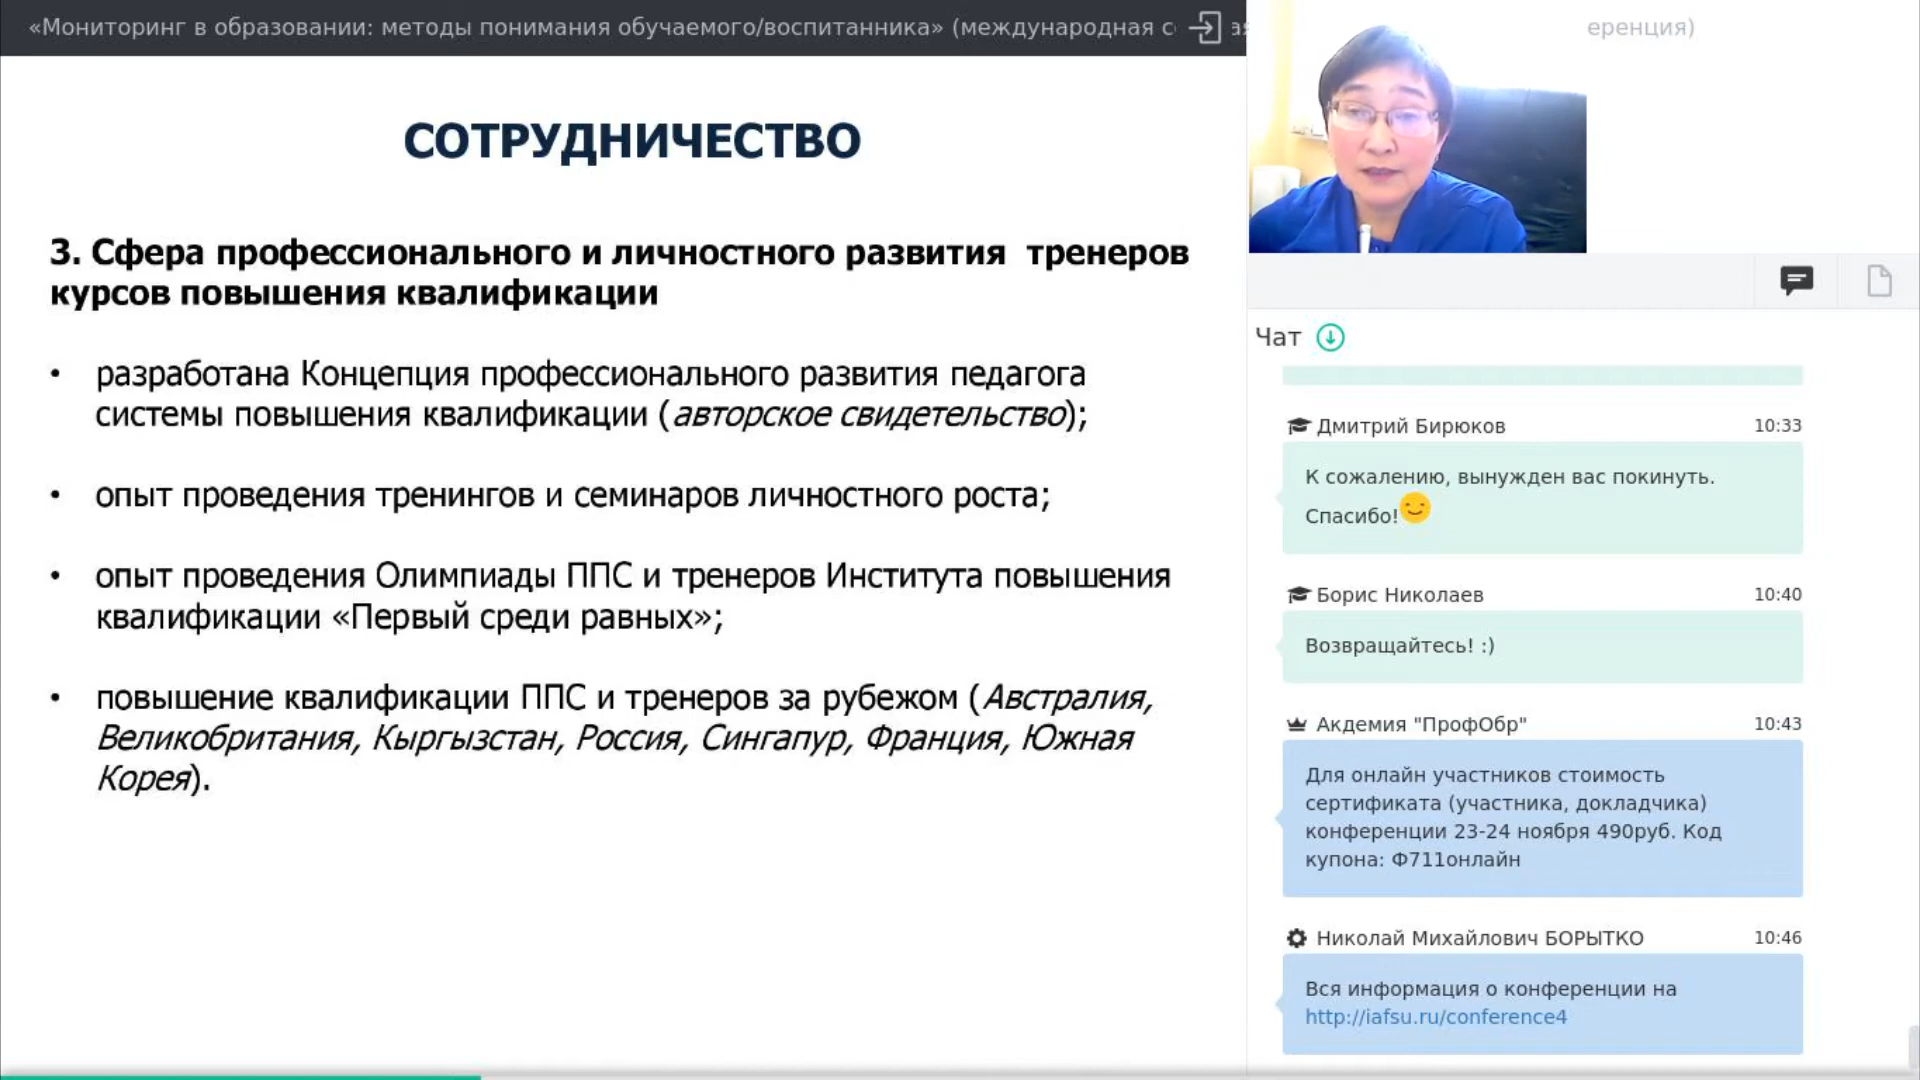 «Мониторинг в образовании: методы понимания обучаемого/воспитанника» (международная с
еренция)
СОТРУДНИЧЕСТВО
3. Сфера профессионального и личностного развития тренеров
курсов повышения квалификации
• разработана Концепция профессионального развития педагога
системы повышения квалификации (авторское свидетельство);
• опыт проведения тренингов и семинаров личностного роста;
• опыт проведения Олимпиады ППС и тренеров Института повышения
квалификации «Первый среди равных»;
• повышение квалификации ППС и тренеров за рубежом (Австралия,
Великобритания, Кыргызстан, Россия, Сингапур, Франция, Южная
Корея).
Чат
Дмитрий Бирюков 10:33
К сожалению, вынужден вас покинуть.
Спасибо!
Борис Николаев 10:40
Возвращайтесь! :)
Акдемия "ПрофОбр" 10:43
Для онлайн участников стоимость
сертификата (участника, докладчика)
конференции 23-24 ноября 490руб. Код
купона: Ф711онлайн
Николай Михайлович БОРЫТКО 10:46
Вся информация о конференции на
http://iafsu.ru/conference4